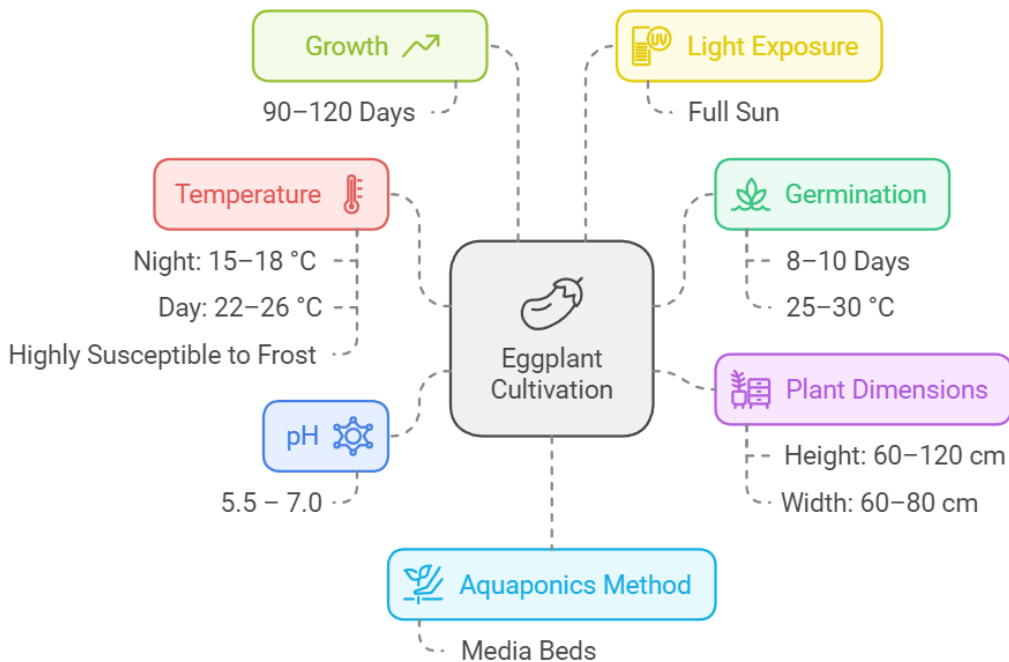 Growth
90–120 Days
UV
Light Exposure
Full Sun
Temperature
Night: 15–18 °C
Day: 22–26 °C
Highly Susceptible to Frost
Germination
8–10 Days
25–30 °C
Eggplant
Cultivation
pH
5.5 – 7.0
Plant Dimensions
Height: 60–120 cm
Width: 60–80 cm
Aquaponics Method
Media Beds